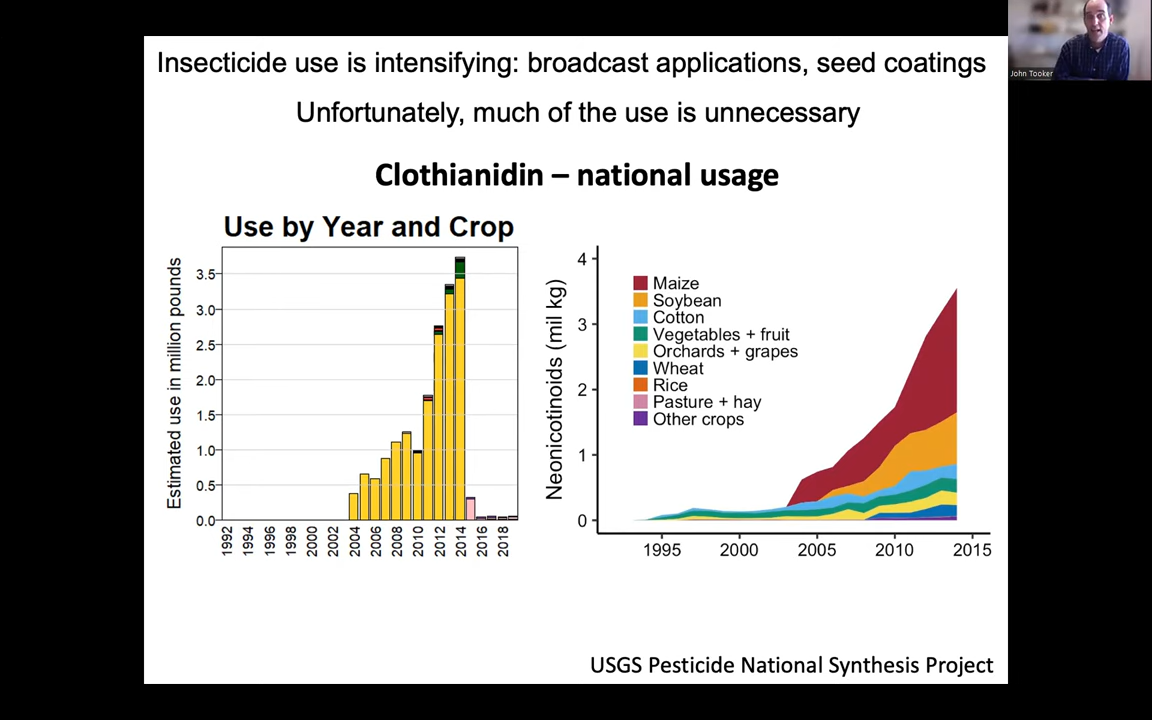 John Tooker
Insecticide use is intensifying: broadcast applications, seed coatings
Unfortunately, much of the use is unnecessary
Clothianidin – national usage
Use by Year and Crop
Estimated use in million pounds
3.5
3.0
2.5
2.0
1.5
1.0
0.5
0.0
1992
1994
1996
1998
2000
2002
2004
2006
2008
2010
2012
2014
2016
2018
Neonicotinoids (mil kg)
4
3
2
1
0
Maize
Soybean
Cotton
Vegetables + fruit
Orchards + grapes
Wheat
Rice
Pasture + hay
Other crops
1995
2000
2005
2010
2015
USGS Pesticide National Synthesis Project